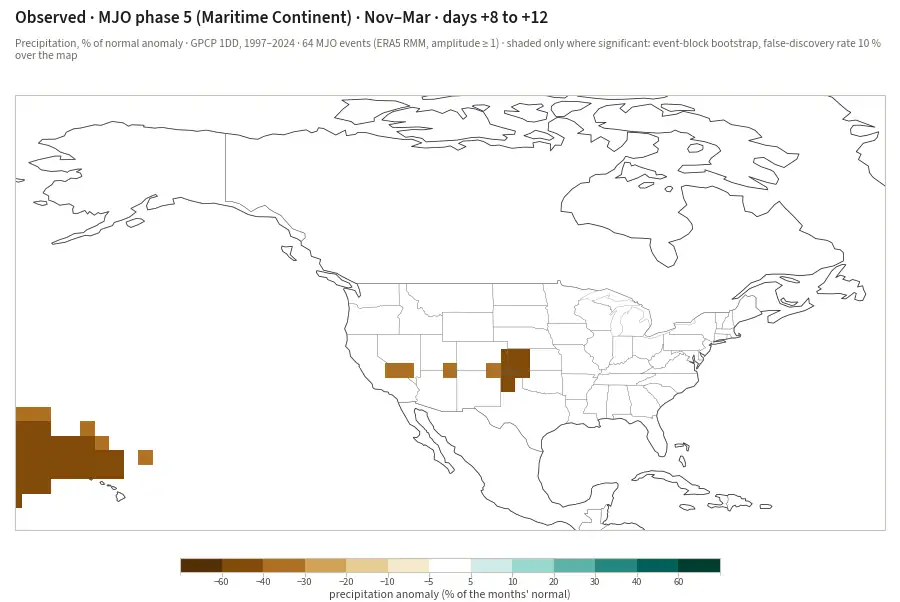 Observed · MJO phase 5 (Maritime Continent) · Nov–Mar · days +8 to +12
Precipitation, % of normal anomaly · GPCP 1DD, 1997–2024 · 64 MJO events (ERA5 RMM, amplitude ≥ 1) · shaded only where significant: event-block bootstrap, false-discovery rate 10 %
over the map
−60 −40 −30 −20 −10 −5 5 10 20 30 40 60
precipitation anomaly (% of the months' normal)